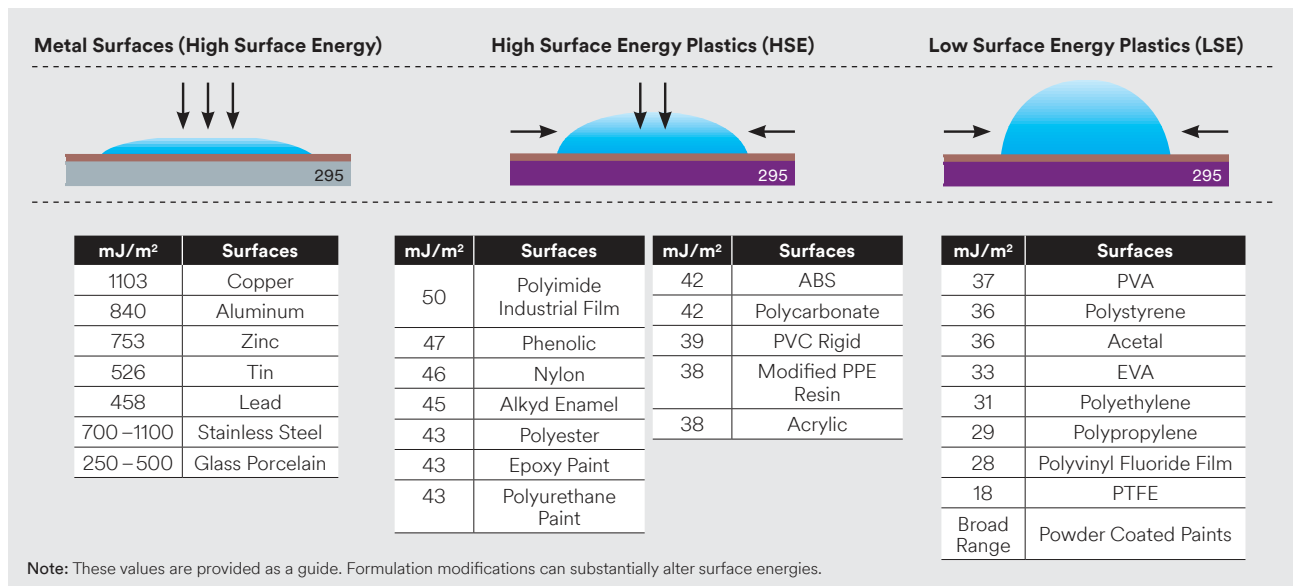 Metal Surfaces (High Surface Energy)
High Surface Energy Plastics (HSE)
Low Surface Energy Plastics (LSE)
295
295
295
mJ/m² Surfaces
1103 Copper
840 Aluminum
753 Zinc
526 Tin
458 Lead
700–1100 Stainless Steel
250–500 Glass Porcelain
mJ/m² Surfaces
50 Polyimide
Industrial Film
47 Phenolic
46 Nylon
45 Alkyd Enamel
43 Polyester
43 Epoxy Paint
43 Polyurethane
Paint
mJ/m² Surfaces
42 ABS
42 Polycarbonate
39 PVC Rigid
38 Modified PPE
Resin
38 Acrylic
mJ/m² Surfaces
37 PVA
36 Polystyrene
36 Acetal
33 EVA
31 Polyethylene
29 Polypropylene
28 Polyvinyl Fluoride Film
18 PTFE
Broad
Range Powder Coated Paints
Note: These values are provided as a guide. Formulation modifications can substantially alter surface energies.